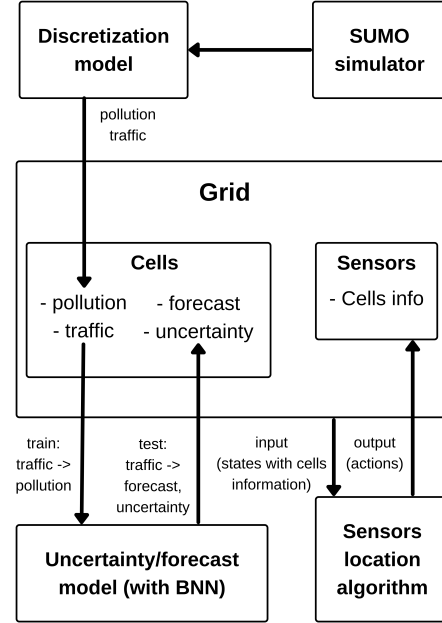 Discretization
model
SUMO
simulator
pollution
traffic
Grid
Cells
- pollution
- traffic
- forecast
- uncertainty
Sensors
- Cells info
train:
traffic ->
pollution
test:
traffic ->
forecast,
uncertainty
input
(states with cells
information)
output
(actions)
Uncertainty/forecast
model (with BNN)
Sensors
location
algorithm